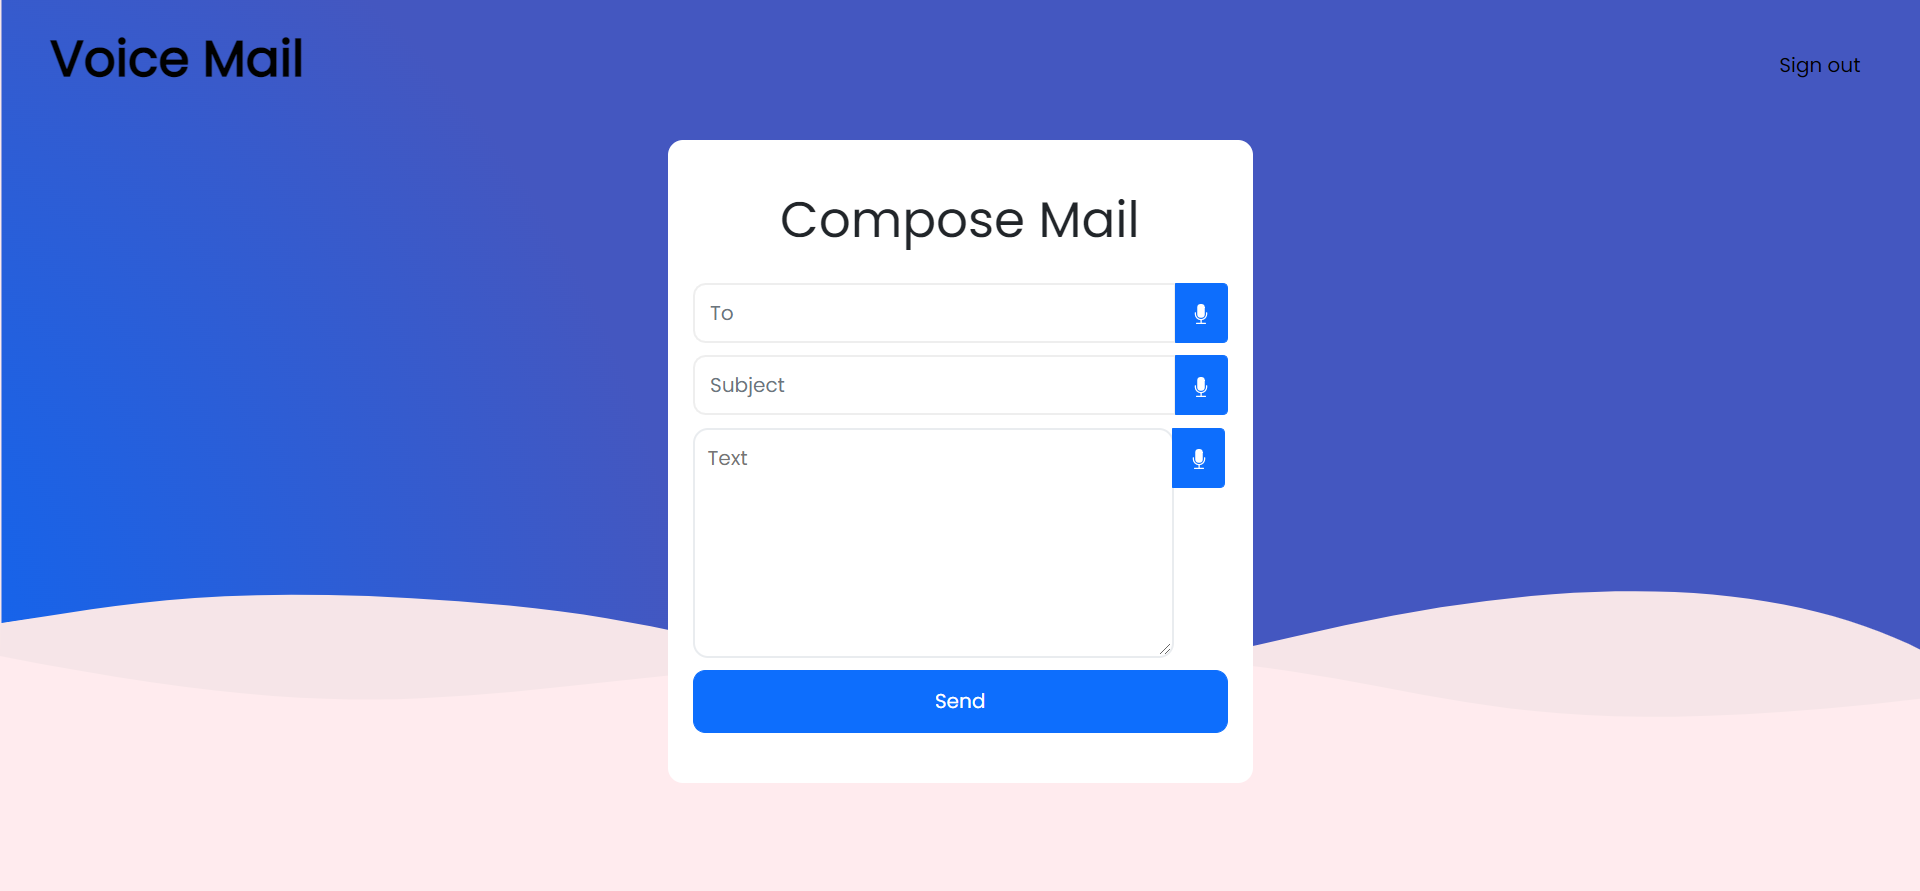 Voice Mail
Sign out
Compose Mail
To
Subject
Text
Send